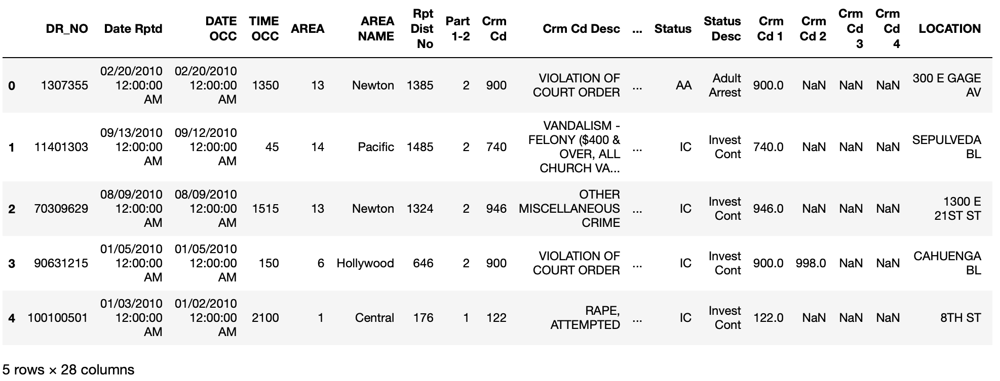 DR_NO Date Rptd DATE OCC TIME OCC AREA AREA NAME Rpt Dist No Part 1-2 Crm Cd Crm Cd Desc ... Status Status Desc Crm Cd 1 Crm Cd 2 Crm Cd 3 Crm Cd 4 LOCATION
0 1307355 02/20/2010 12:00:00 AM 02/20/2010 12:00:00 AM 1350 13 Newton 1385 2 900 VIOLATION OF COURT ORDER ... AA Adult Arrest 900.0 NaN NaN NaN 300 E GAGE AV
1 11401303 09/13/2010 12:00:00 AM 09/12/2010 12:00:00 AM 45 14 Pacific 1485 2 740 VANDALISM - FELONY ($400 & OVER, ALL CHURCH VA... ... IC Invest Cont 740.0 NaN NaN NaN SEPULVEDA BL
2 70309629 08/09/2010 12:00:00 AM 08/09/2010 12:00:00 AM 1515 13 Newton 1324 2 946 OTHER MISCELLANEOUS CRIME ... IC Invest Cont 946.0 NaN NaN NaN 1300 E 21ST ST
3 90631215 01/05/2010 12:00:00 AM 01/05/2010 12:00:00 AM 150 6 Hollywood 646 2 900 VIOLATION OF COURT ORDER ... IC Invest Cont 900.0 998.0 NaN NaN CAHUENGA BL
4 100100501 01/03/2010 12:00:00 AM 01/02/2010 12:00:00 AM 2100 1 Central 176 1 122 RAPE, ATTEMPTED ... IC Invest Cont 122.0 NaN NaN NaN 8TH ST
5 rows × 28 columns